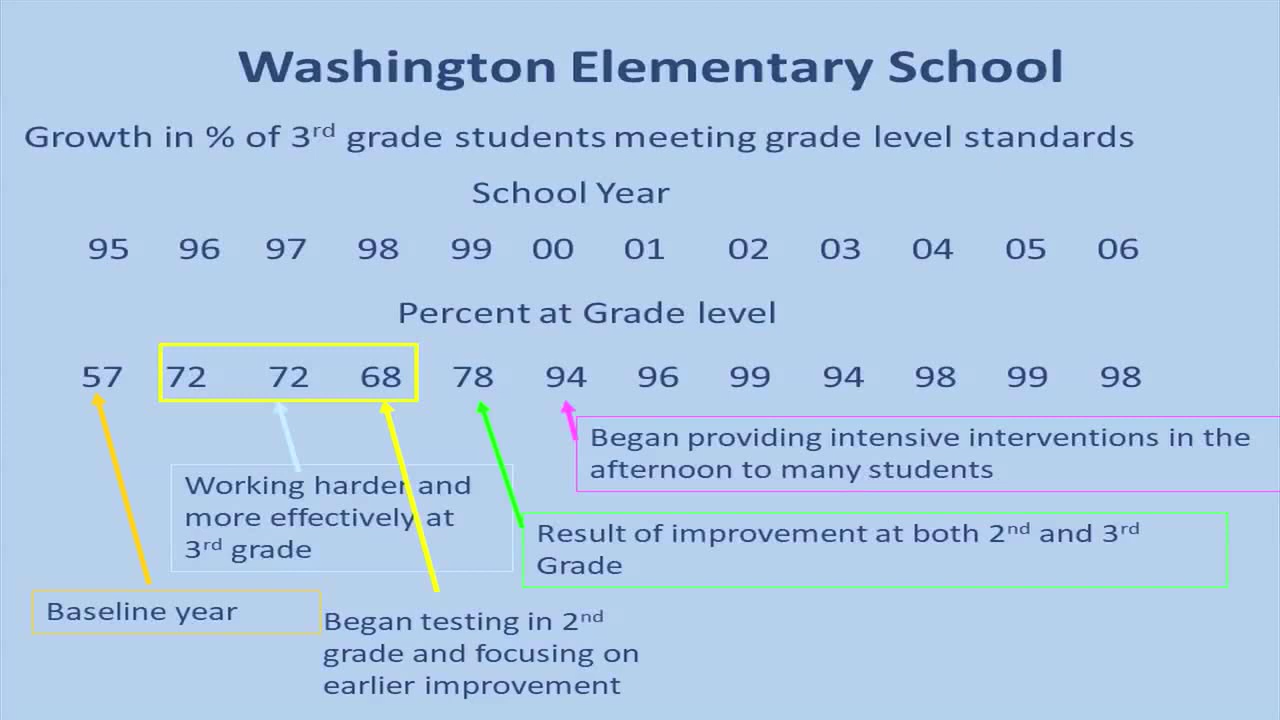 Washington Elementary School
Growth in % of 3rd grade students meeting grade level standards
School Year
95 96 97 98 99 00 01 02 03 04 05 06
Percent at Grade level
57 72 72 68 78 94 96 99 94 98 99 98
Began providing intensive interventions in the
afternoon to many students
Working harder and
more effectively at
3rd grade
Result of improvement at both 2nd and 3rd
Grade
Baseline year
Began testing in 2nd
grade and focusing on
earlier improvement